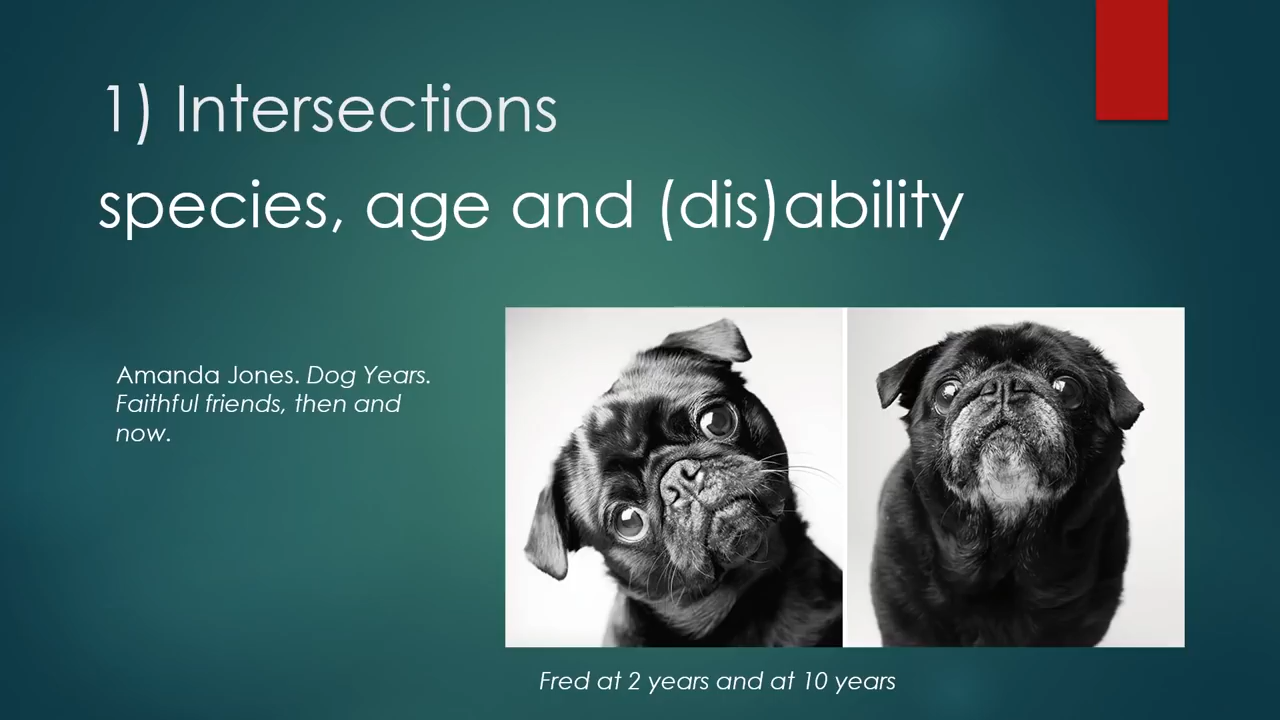 1) Intersections
species, age and (dis)ability
Amanda Jones. Dog Years.
Faithful friends, then and
now.
Fred at 2 years and at 10 years